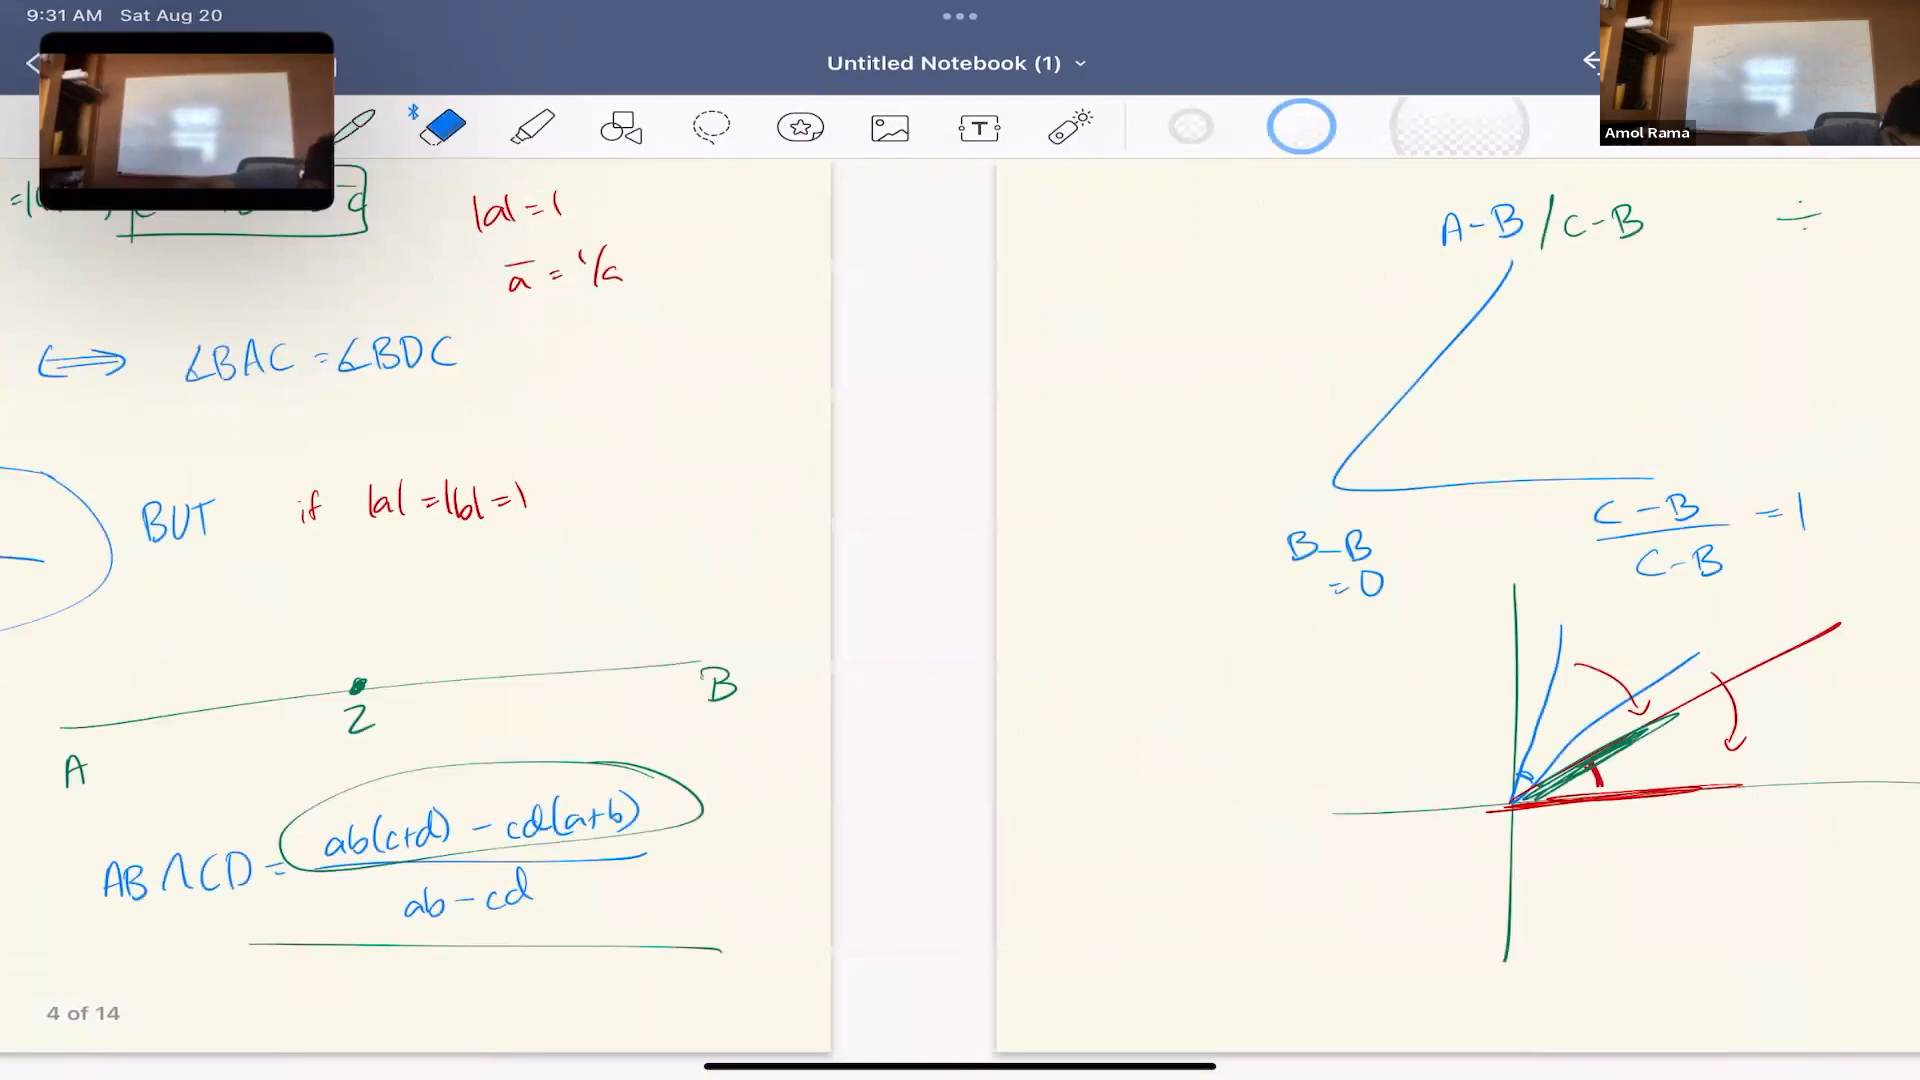 9:31 AM Sat Aug 20
Untitled Notebook (1)
Amol Rama
|a| = 1
a̅ = 1/a
⟺ ∡BAC = ∡BDC
BUT if |a| = |b| = 1
A Z B
AB ∩ CD = ab(c+d) - cd(a+b)
ab - cd
4 of 14
A-B / C-B ÷
B-B
= 0
C-B = 1
C-B